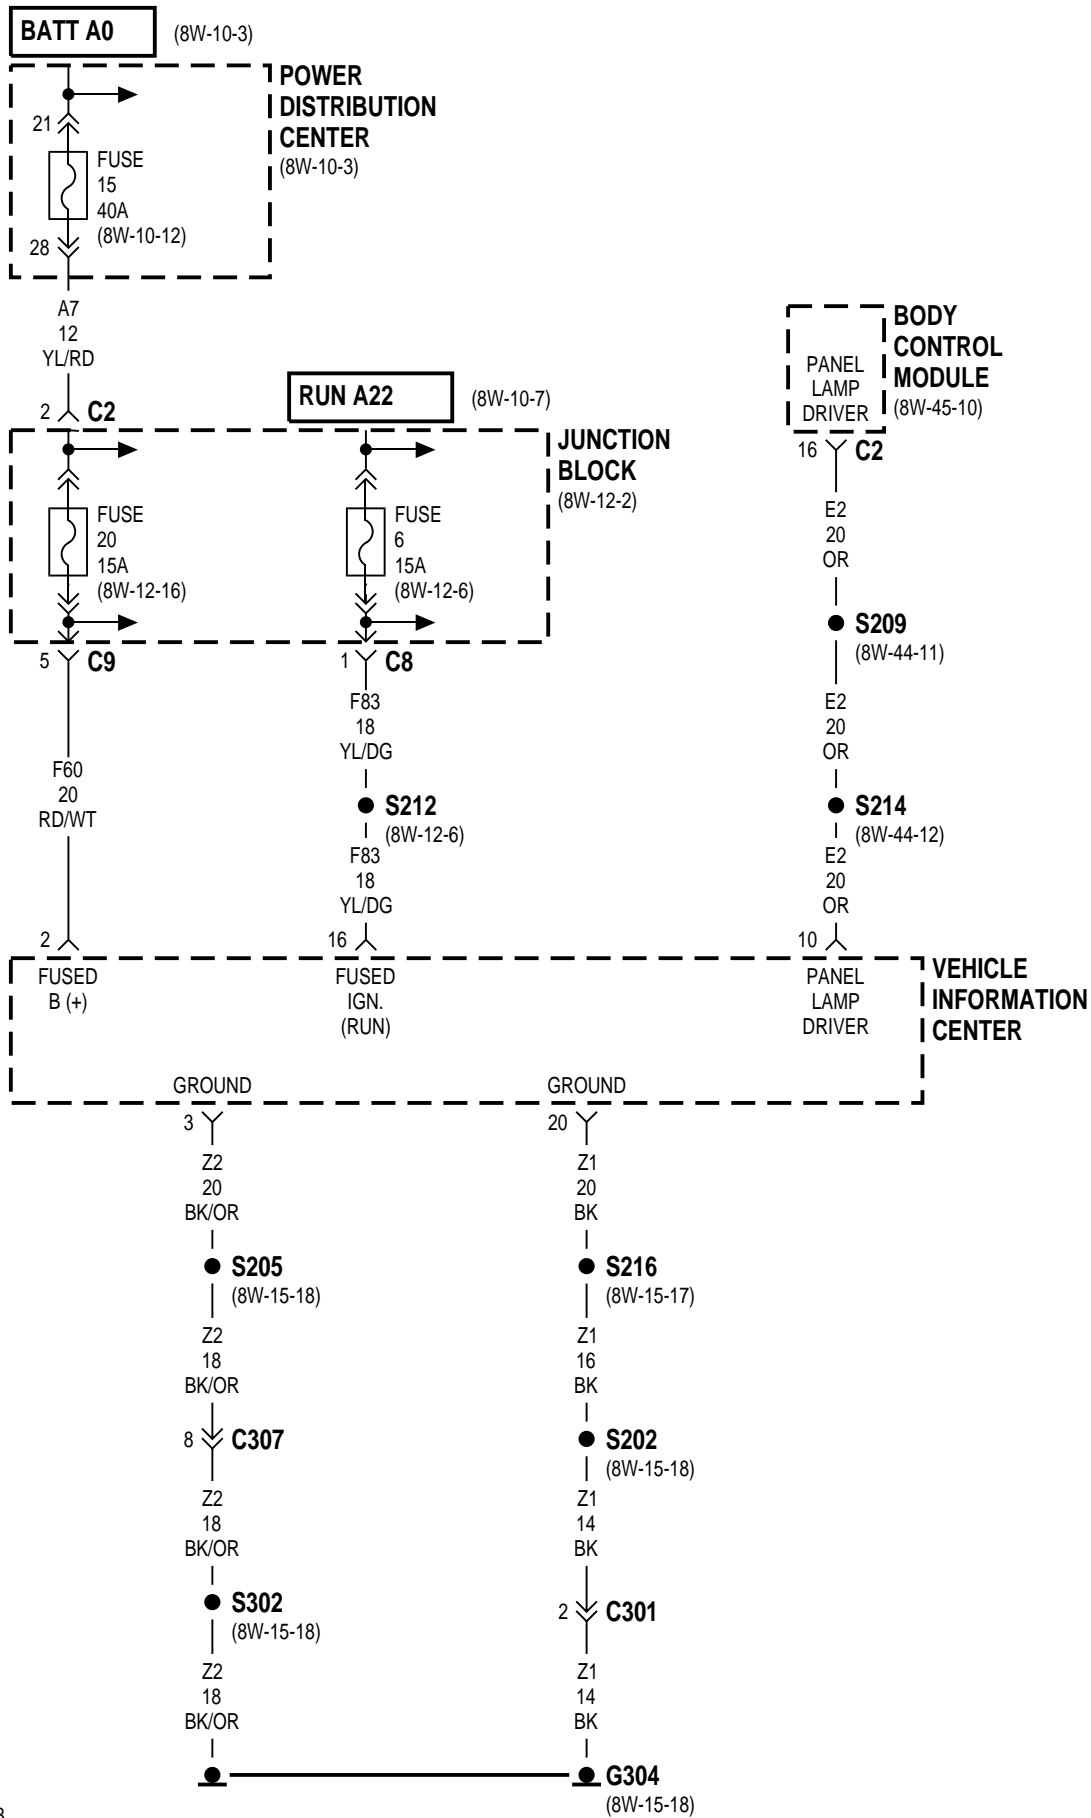 BATT A0
(8W-10-3)
POWER
DISTRIBUTION
CENTER
(8W-10-3)
21
FUSE
15
40A
(8W-10-12)
28
A7
12
YL/RD
2
C2
RUN A22
(8W-10-7)
BODY
CONTROL
MODULE
(8W-45-10)
PANEL
LAMP
DRIVER
16
C2
JUNCTION
BLOCK
(8W-12-2)
FUSE
20
15A
(8W-12-16)
FUSE
6
15A
(8W-12-6)
E2
20
OR
S209
(8W-44-11)
5
C9
1
C8
F83
18
YL/DG
E2
20
OR
F60
20
RD/WT
S212
(8W-12-6)
S214
(8W-44-12)
F83
18
YL/DG
E2
20
OR
2
16
10
FUSED
B (+)
FUSED
IGN.
(RUN)
PANEL
LAMP
DRIVER
VEHICLE
INFORMATION
CENTER
GROUND
GROUND
3
20
Z2
20
BK/OR
Z1
20
BK
S205
(8W-15-18)
S216
(8W-15-17)
Z2
18
BK/OR
Z1
16
BK
8
C307
S202
(8W-15-18)
Z2
18
BK/OR
Z1
14
BK
S302
(8W-15-18)
2
C301
Z2
18
BK/OR
Z1
14
BK
G304
(8W-15-18)